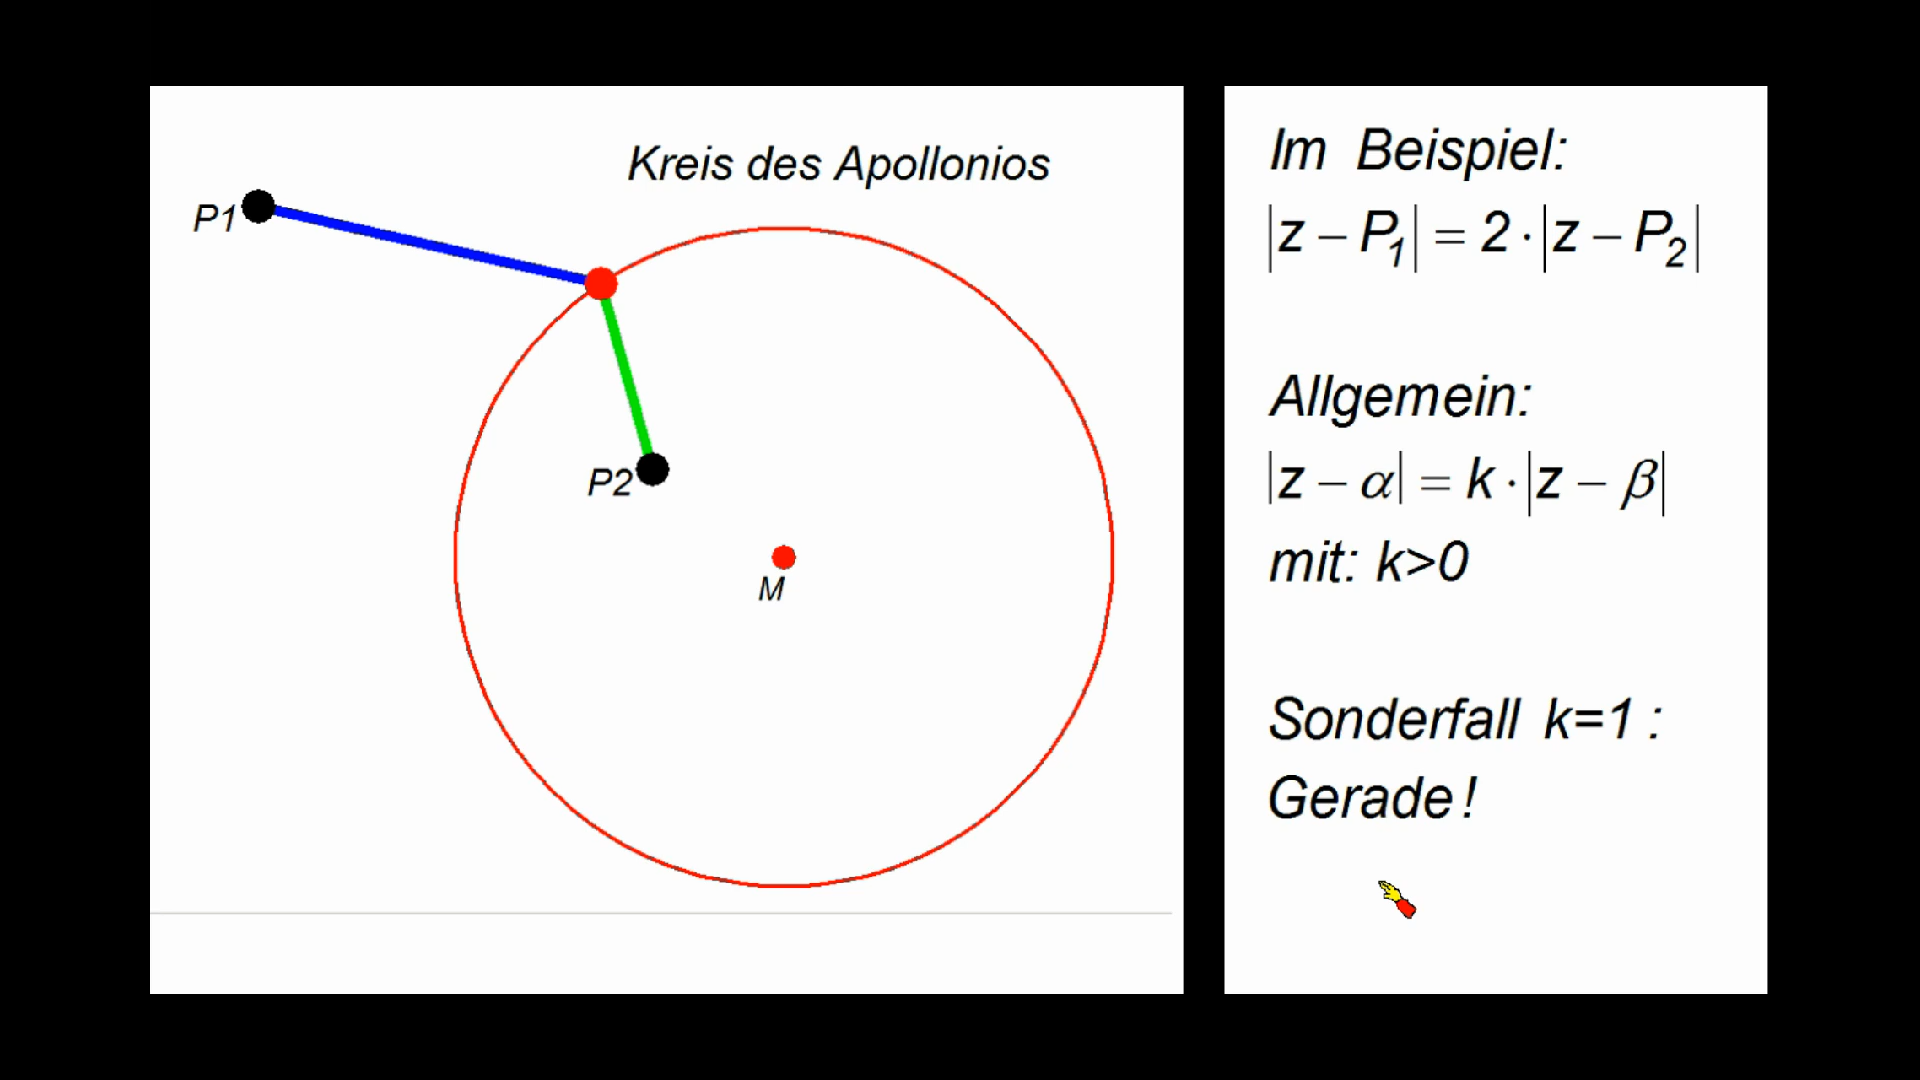 Kreis des Apollonios
P1
P2
M
Im Beispiel:
|z – P₁| = 2 · |z – P₂|
Allgemein:
|z – α| = k · |z – β|
mit: k>0
Sonderfall k=1 :
Gerade !